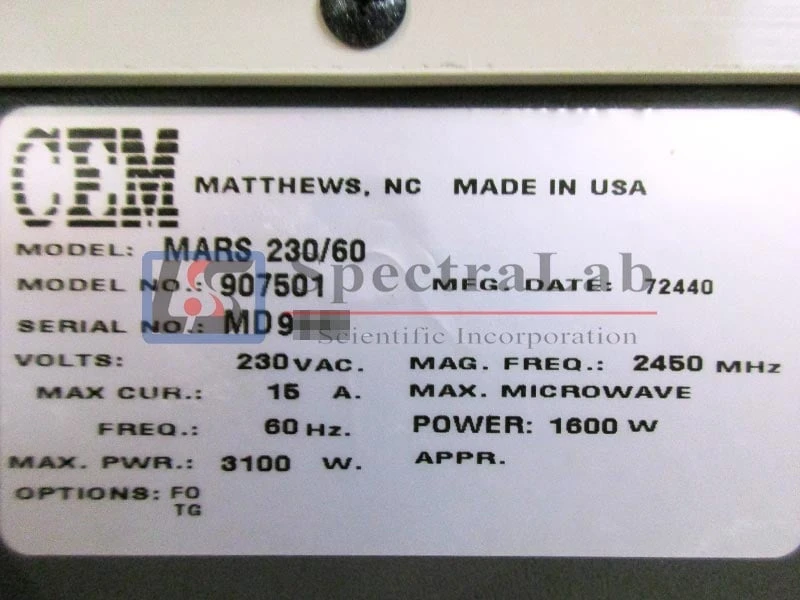 CEM MATTHEWS, NC MADE IN USA
MODEL: MARS 230/60
MODEL NO.: 907501 MFG. DATE: 72440
SpectraLab
SERIAL NO.: MD9
Scientific Incorporation
VOLTS: 230 VAC. MAG. FREQ.: 2450 MHz
MAX CUR.: 15 A. MAX. MICROWAVE
FREQ.: 60 Hz. POWER: 1600 W
MAX. PWR.: 3100 W. APPR.
OPTIONS: FO
TG